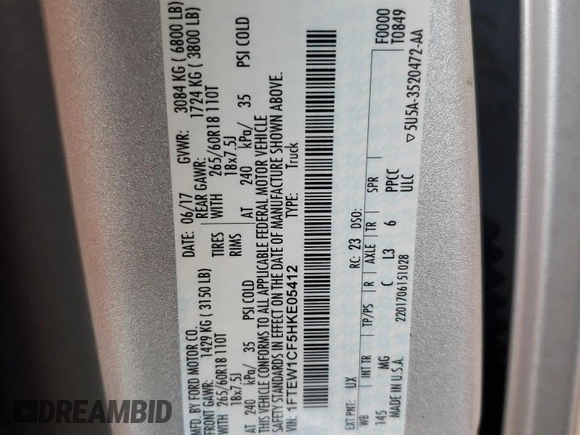 MFD. BY FORD MOTOR CO.
DATE: 06/17 GVWR: 3084 KG ( 6800 LB)
FRONT GAWR: 1429 KG ( 3150 LB) REAR GAWR: 1724 KG ( 3800 LB)
WITH 265/60R18 110T TIRES WITH 265/60R18 110T
18x7.5J RIMS 18x7.5J
AT 240 kPa/ 35 PSI COLD AT 240 kPa/ 35 PSI COLD
THIS VEHICLE CONFORMS TO ALL APPLICABLE FEDERAL MOTOR VEHICLE
SAFETY STANDARDS IN EFFECT ON THE DATE OF MANUFACTURE SHOWN ABOVE.
VIN: 1FTEW1CF5HKE05412 TYPE: Truck
F0000
T0849
EXT PNT: UX RC: 23 DSO:
WB INT TR TP/PS R AXLE TR SPR
145 MG C L3 6 PPCC
ULC
MADE IN U.S.A. 2201706151028
▽5U5A-3520472-AA
DREAMBID